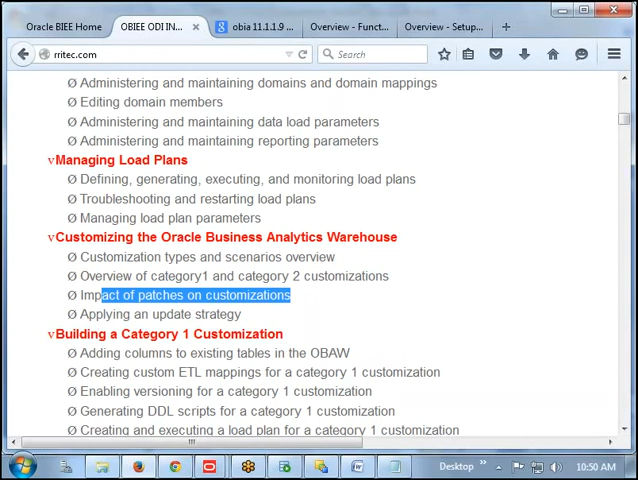 Oracle BIEE Home
OBIEE ODI IN...
obia 11.1.1.9 ...
Overview - Funct...
Overview - Setup...
rritec.com
Search
Ø Administering and maintaining domains and domain mappings
Ø Editing domain members
Ø Administering and maintaining data load parameters
Ø Administering and maintaining reporting parameters
vManaging Load Plans
Ø Defining, generating, executing, and monitoring load plans
Ø Troubleshooting and restarting load plans
Ø Managing load plan parameters
vCustomizing the Oracle Business Analytics Warehouse
Ø Customization types and scenarios overview
Ø Overview of category1 and category 2 customizations
Ø Impact of patches on customizations
Ø Applying an update strategy
vBuilding a Category 1 Customization
Ø Adding columns to existing tables in the OBAW
Ø Creating custom ETL mappings for a category 1 customization
Ø Enabling versioning for a category 1 customization
Ø Generating DDL scripts for a category 1 customization
Ø Creating and executing a load plan for a category 1 customization
Desktop
10:50 AM